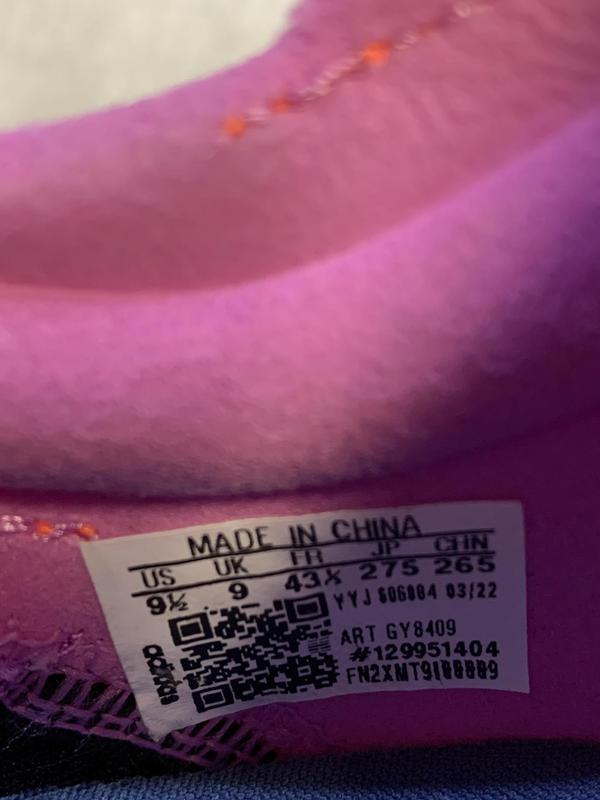 MADE IN CHINA
US UK FR JP CHN
9½ 9 43⅓ 275 265
YYJ 606004 03/22
ART GY8409
#129951404
adidas